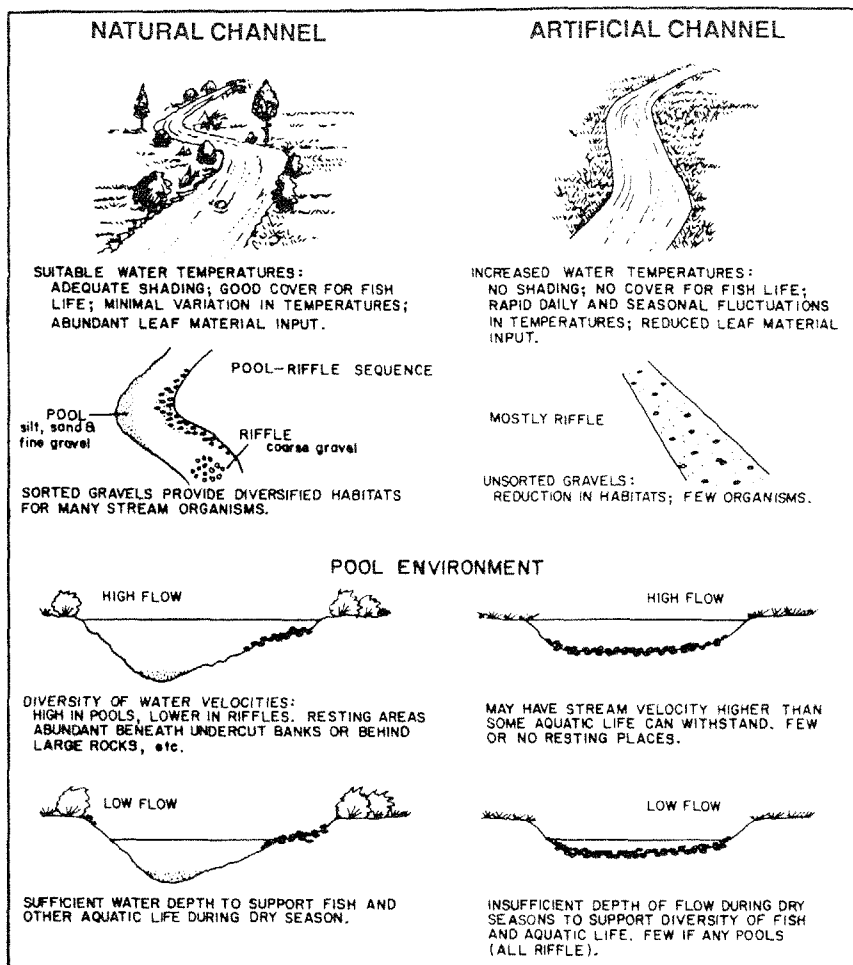 NATURAL CHANNEL
ARTIFICIAL CHANNEL
SUITABLE WATER TEMPERATURES:
ADEQUATE SHADING; GOOD COVER FOR FISH
LIFE; MINIMAL VARIATION IN TEMPERATURES;
ABUNDANT LEAF MATERIAL INPUT.
INCREASED WATER TEMPERATURES:
NO SHADING; NO COVER FOR FISH LIFE;
RAPID DAILY AND SEASONAL FLUCTUATIONS
IN TEMPERATURES; REDUCED LEAF MATERIAL
INPUT.
POOL-RIFFLE SEQUENCE
POOL
silt, sand &
fine gravel
RIFFLE
coarse gravel
SORTED GRAVELS PROVIDE DIVERSIFIED HABITATS
FOR MANY STREAM ORGANISMS.
MOSTLY RIFFLE
UNSORTED GRAVELS:
REDUCTION IN HABITATS; FEW ORGANISMS.
POOL ENVIRONMENT
HIGH FLOW
DIVERSITY OF WATER VELOCITIES:
HIGH IN POOLS, LOWER IN RIFFLES. RESTING AREAS
ABUNDANT BENEATH UNDERCUT BANKS OR BEHIND
LARGE ROCKS, etc.
HIGH FLOW
MAY HAVE STREAM VELOCITY HIGHER THAN
SOME AQUATIC LIFE CAN WITHSTAND. FEW
OR NO RESTING PLACES.
LOW FLOW
SUFFICIENT WATER DEPTH TO SUPPORT FISH AND
OTHER AQUATIC LIFE DURING DRY SEASON.
LOW FLOW
INSUFFICIENT DEPTH OF FLOW DURING DRY
SEASONS TO SUPPORT DIVERSITY OF FISH
AND AQUATIC LIFE. FEW IF ANY POOLS
(ALL RIFFLE).